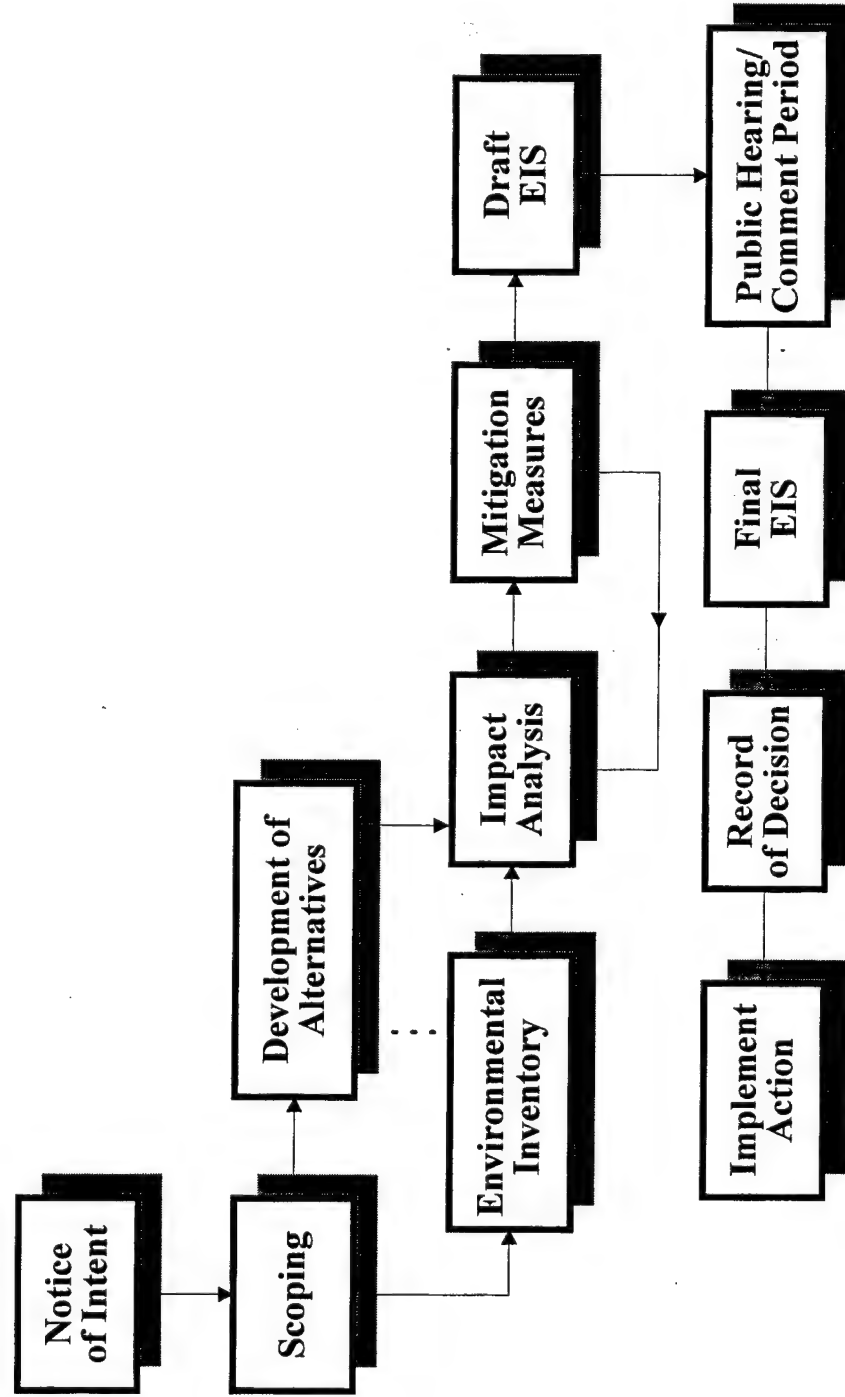 Notice
of Intent
Scoping
Development of
Alternatives
Environmental
Inventory
Impact
Analysis
Mitigation
Measures
Draft
EIS
Public Hearing/
Comment Period
Final
EIS
Record
of Decision
Implement
Action